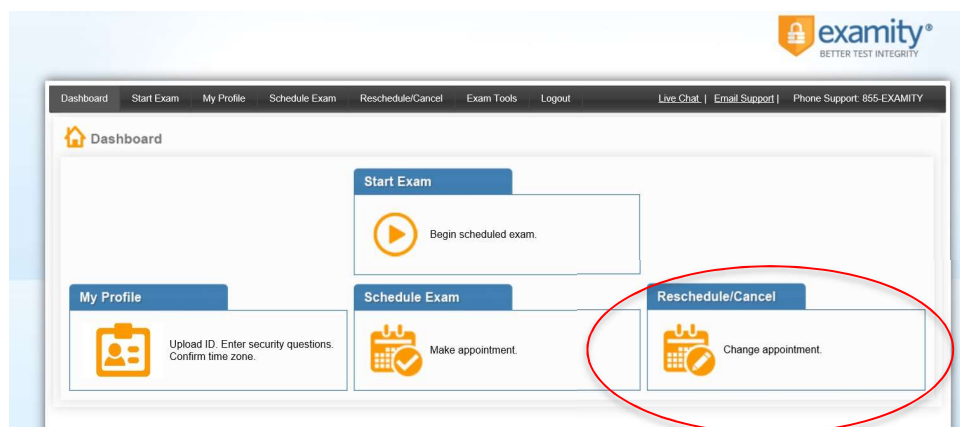 examity®
BETTER TEST INTEGRITY
Dashboard Start Exam My Profile Schedule Exam Reschedule/Cancel Exam Tools Logout Live Chat | Email Support | Phone Support: 855-EXAMITY
Dashboard
Start Exam
Begin scheduled exam.
My Profile
Upload ID. Enter security questions.
Confirm time zone.
Schedule Exam
Make appointment.
Reschedule/Cancel
Change appointment.